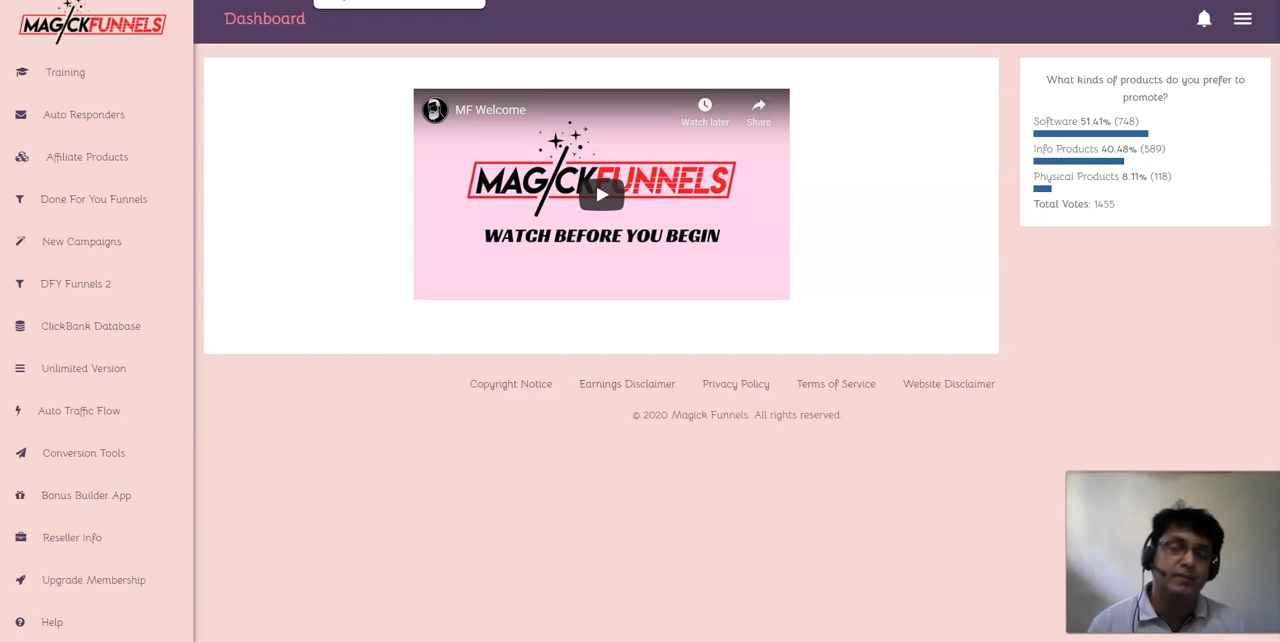 MAGICKFUNNELS
Dashboard
Training
Auto Responders
Affiliate Products
Done For You Funnels
New Campaigns
DFY Funnels 2
ClickBank Database
Unlimited Version
Auto Traffic Flow
Conversion Tools
Bonus Builder App
Reseller Info
Upgrade Membership
Help
MF Welcome
Watch later
Share
MAGICKFUNNELS
WATCH BEFORE YOU BEGIN
What kinds of products do you prefer to
promote?
Software 51.41% (748)
Info Products 40.48% (589)
Physical Products 8.11% (118)
Total Votes: 1455
Copyright Notice Earnings Disclaimer Privacy Policy Terms of Service Website Disclaimer
© 2020 Magick Funnels. All rights reserved.